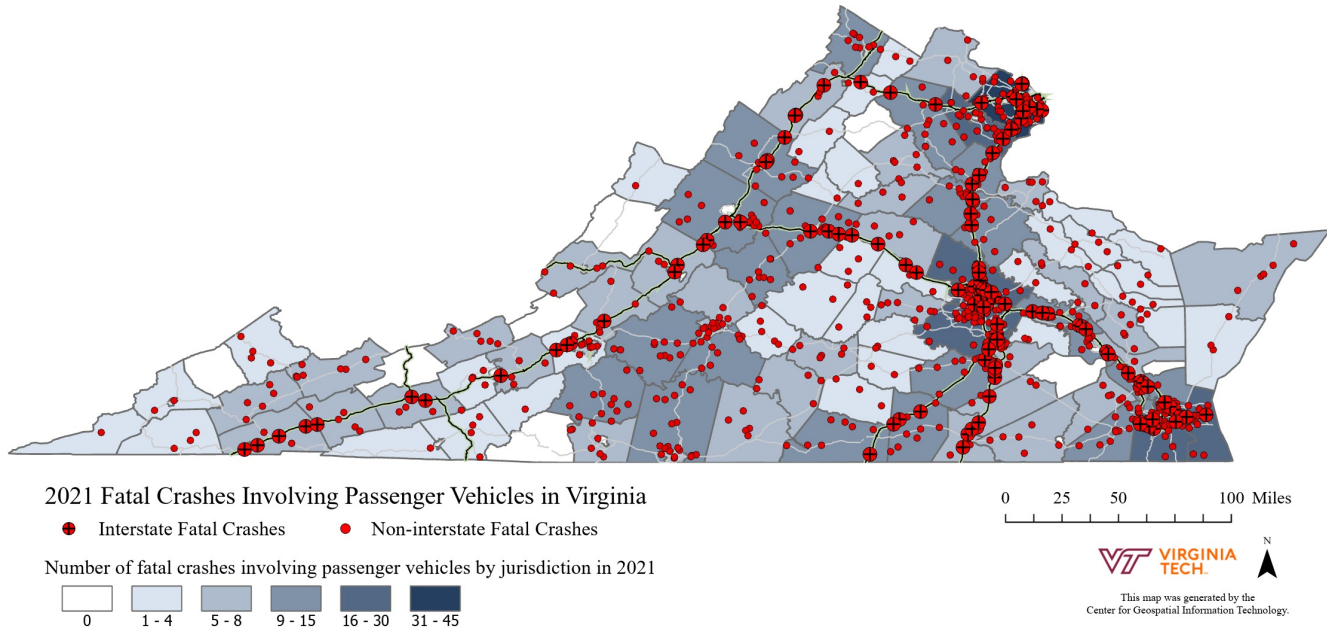 2021 Fatal Crashes Involving Passenger Vehicles in Virginia
Interstate Fatal Crashes
Non-interstate Fatal Crashes
Number of fatal crashes involving passenger vehicles by jurisdiction in 2021
0
1 - 4
5 - 8
9 - 15
16 - 30
31 - 45
0 25 50 100 Miles
N
VT VIRGINIA
TECH
This map was generated by the
Center for Geospatial Information Technology.